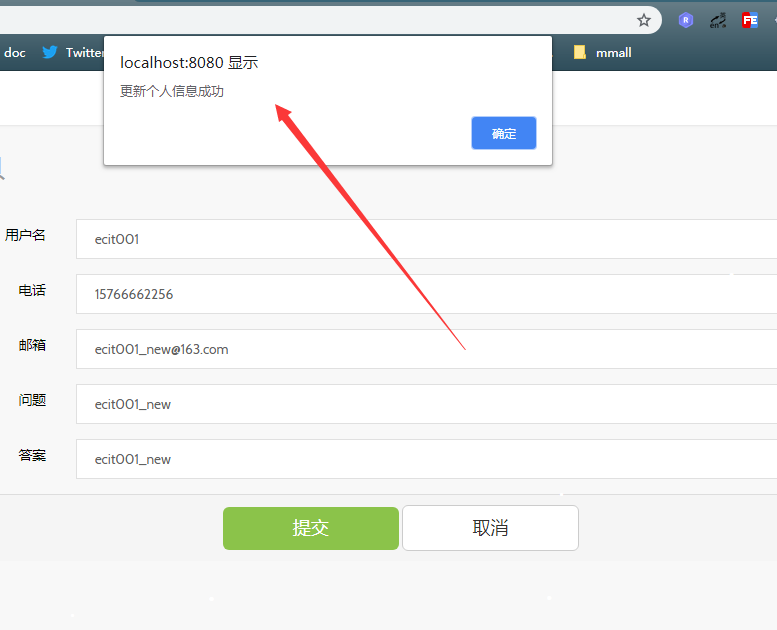 doc
Twitter
mmall
localhost:8080 显示
更新个人信息成功
确定
用户名
ecit001
电话
15766662256
邮箱
ecit001_new@163.com
问题
ecit001_new
答案
ecit001_new
提交
取消
R
en
FE